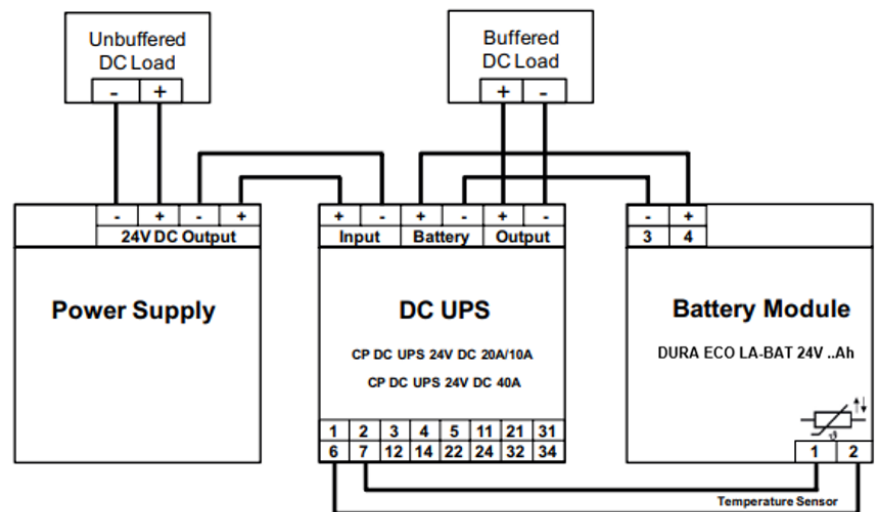 Unbuffered
DC Load
- +
Buffered
DC Load
+ -
- + - +
24V DC Output
Power Supply
+ - + - + -
Input Battery Output
DC UPS
CP DC UPS 24V DC 20A/10A
CP DC UPS 24V DC 40A
1 2 3 4 5 11 21 31
6 7 12 14 22 24 32 34
- +
3 4
Battery Module
DURA ECO LA-BAT 24V ..Ah
ϑ
1 2
Temperature Sensor